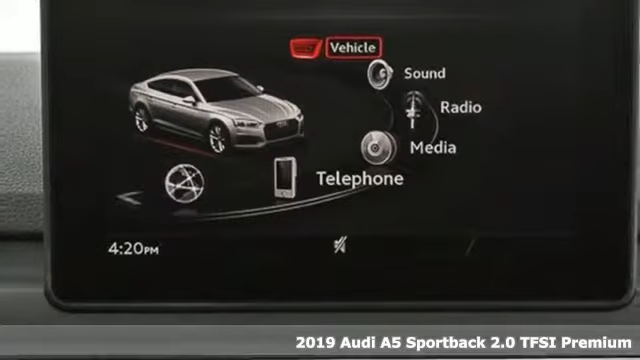 Vehicle
Sound
Radio
Media
Telephone
4:20PM
2019 Audi A5 Sportback 2.0 TFSI Premium